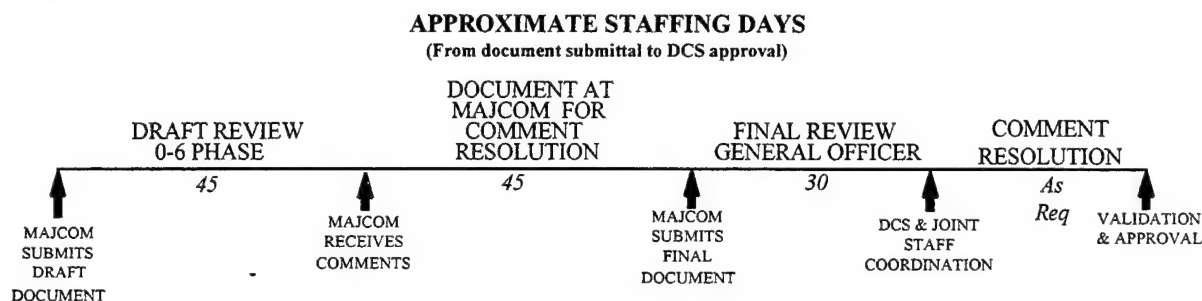 APPROXIMATE STAFFING DAYS
(From document submittal to DCS approval)
DRAFT REVIEW
0-6 PHASE
45
DOCUMENT AT
MAJCOM FOR
COMMENT
RESOLUTION
45
FINAL REVIEW
GENERAL OFFICER
30
COMMENT
RESOLUTION
As
Req
MAJCOM
SUBMITS
DRAFT
DOCUMENT
MAJCOM
RECEIVES
COMMENTS
MAJCOM
SUBMITS
FINAL
DOCUMENT
DCS & JOINT
STAFF
COORDINATION
VALIDATION
& APPROVAL